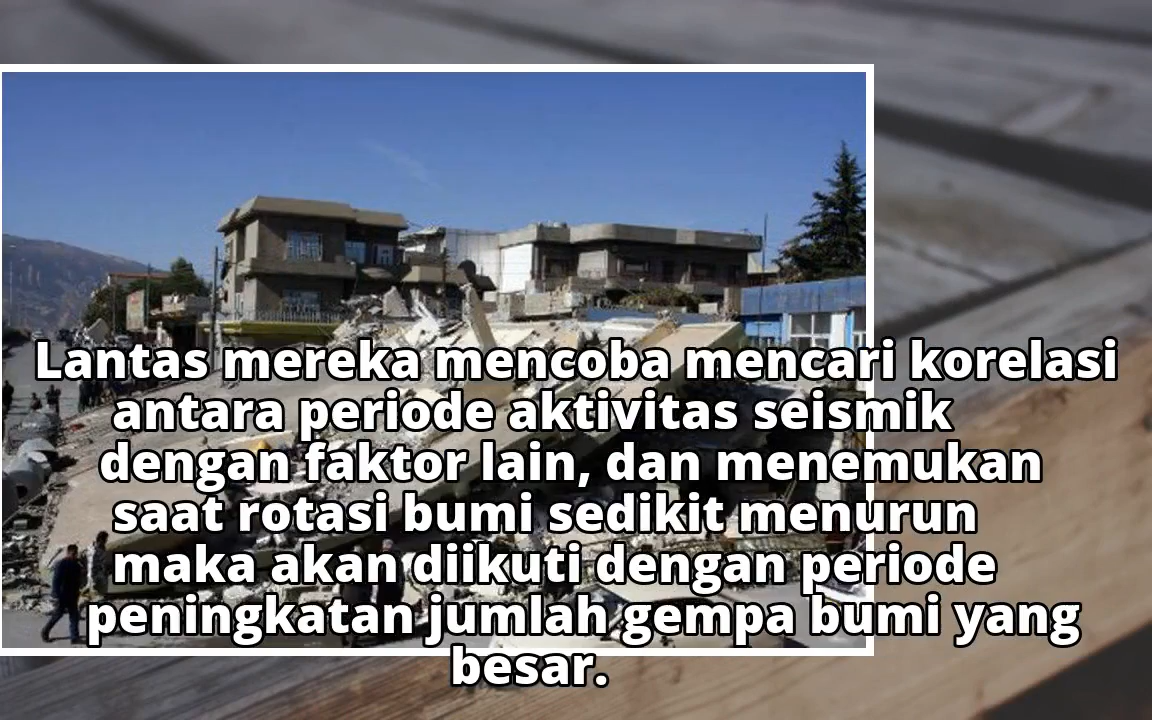 Lantas mereka mencoba mencari korelasi
antara periode aktivitas seismik
dengan faktor lain, dan menemukan
saat rotasi bumi sedikit menurun
maka akan diikuti dengan periode
peningkatan jumlah gempa bumi yang
besar.